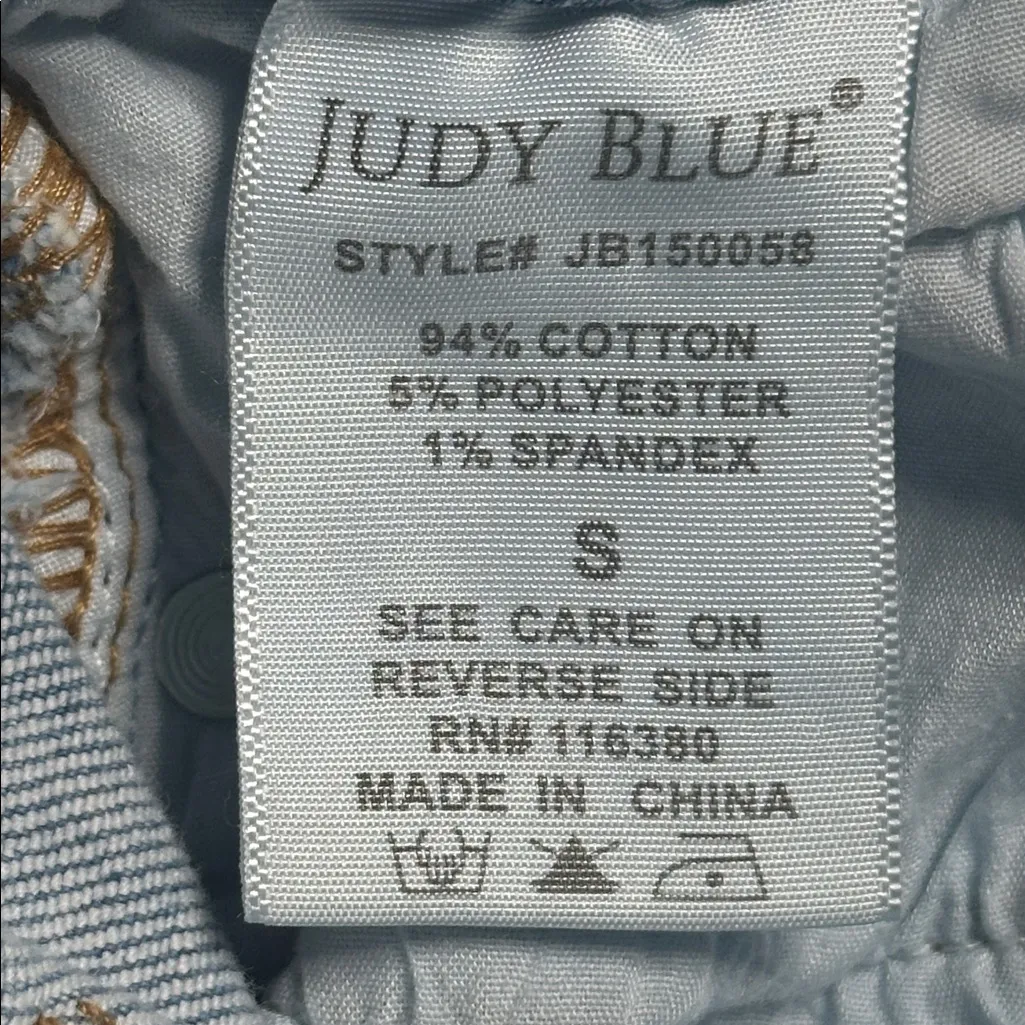 JUDY BLUE®
STYLE# JB150058
94% COTTON
5% POLYESTER
1% SPANDEX
S
SEE CARE ON
REVERSE SIDE
RN# 116380
MADE IN CHINA